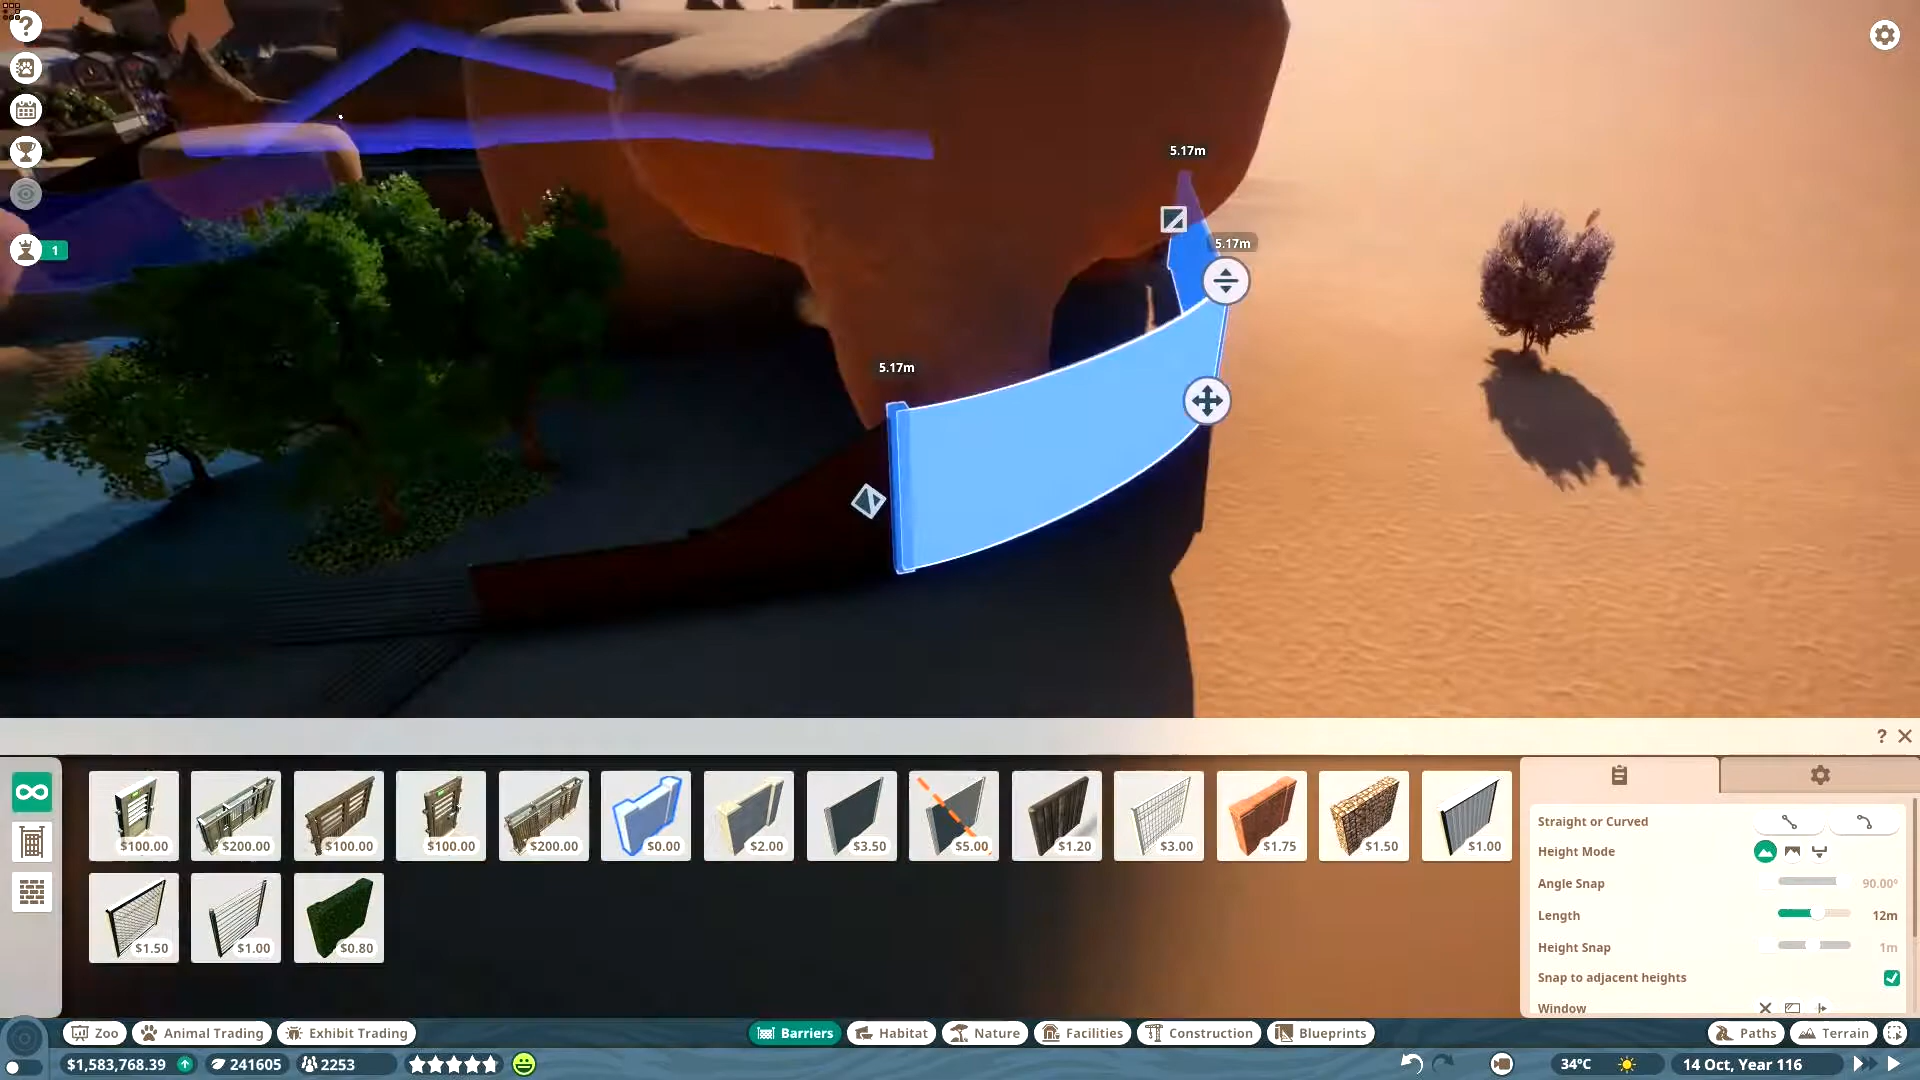 ?
1
5.17m
5.17m
5.17m
?
$100.00
$200.00
$100.00
$100.00
$200.00
$0.00
$2.00
$3.50
$5.00
$1.20
$3.00
$1.75
$1.50
$1.00
$1.50
$1.00
$0.80
Straight or Curved
Height Mode
Angle Snap 90.00°
Length 12m
Height Snap 1m
Snap to adjacent heights
Window
Zoo Animal Trading Exhibit Trading Barriers Habitat Nature Facilities Construction Blueprints Paths Terrain
$1,583,768.39 241605 2253 34°C 14 Oct, Year 116